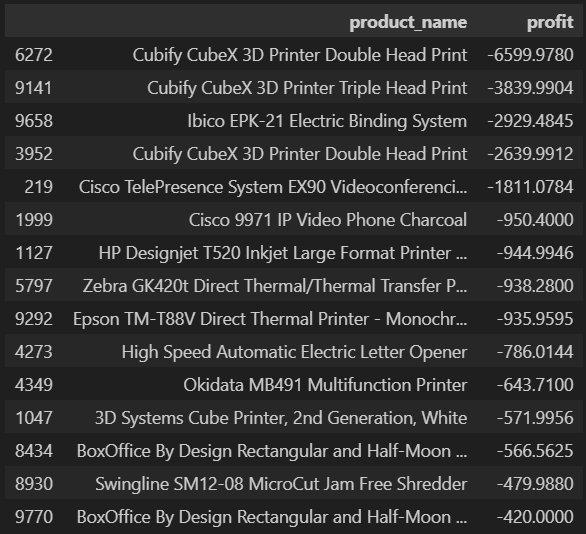 product_name profit
6272 Cubify CubeX 3D Printer Double Head Print -6599.9780
9141 Cubify CubeX 3D Printer Triple Head Print -3839.9904
9658 Ibico EPK-21 Electric Binding System -2929.4845
3952 Cubify CubeX 3D Printer Double Head Print -2639.9912
219 Cisco TelePresence System EX90 Videoconferenci... -1811.0784
1999 Cisco 9971 IP Video Phone Charcoal -950.4000
1127 HP Designjet T520 Inkjet Large Format Printer ... -944.9946
5797 Zebra GK420t Direct Thermal/Thermal Transfer P... -938.2800
9292 Epson TM-T88V Direct Thermal Printer - Monochr... -935.9595
4273 High Speed Automatic Electric Letter Opener -786.0144
4349 Okidata MB491 Multifunction Printer -643.7100
1047 3D Systems Cube Printer, 2nd Generation, White -571.9956
8434 BoxOffice By Design Rectangular and Half-Moon ... -566.5625
8930 Swingline SM12-08 MicroCut Jam Free Shredder -479.9880
9770 BoxOffice By Design Rectangular and Half-Moon ... -420.0000